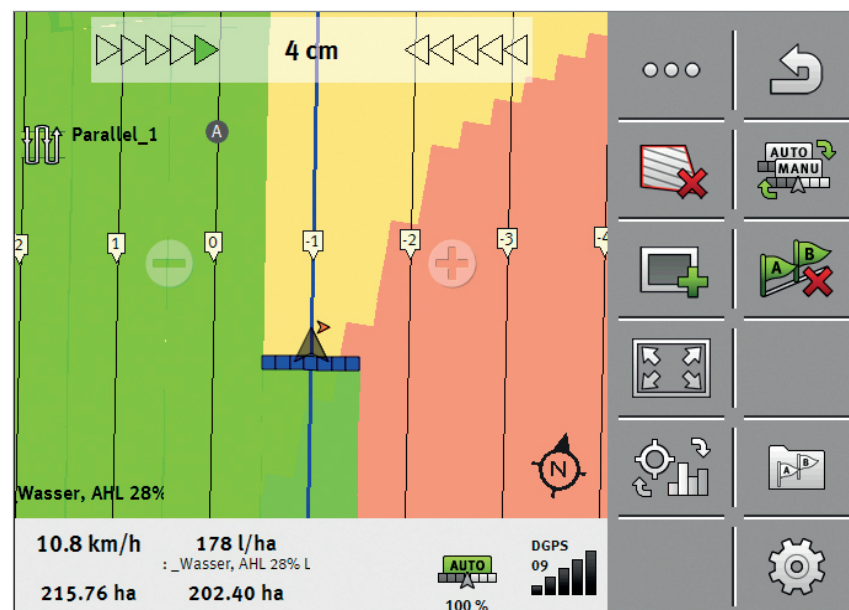 4 cm
Parallel_1
A
2
1
0
-1
-2
-3
-4
N
Wasser, AHL 28%
AUTO
MANU
A B
A B
10.8 km/h
178 l/ha
:_Wasser, AHL 28% L
215.76 ha
202.40 ha
AUTO
100 %
DGPS
09